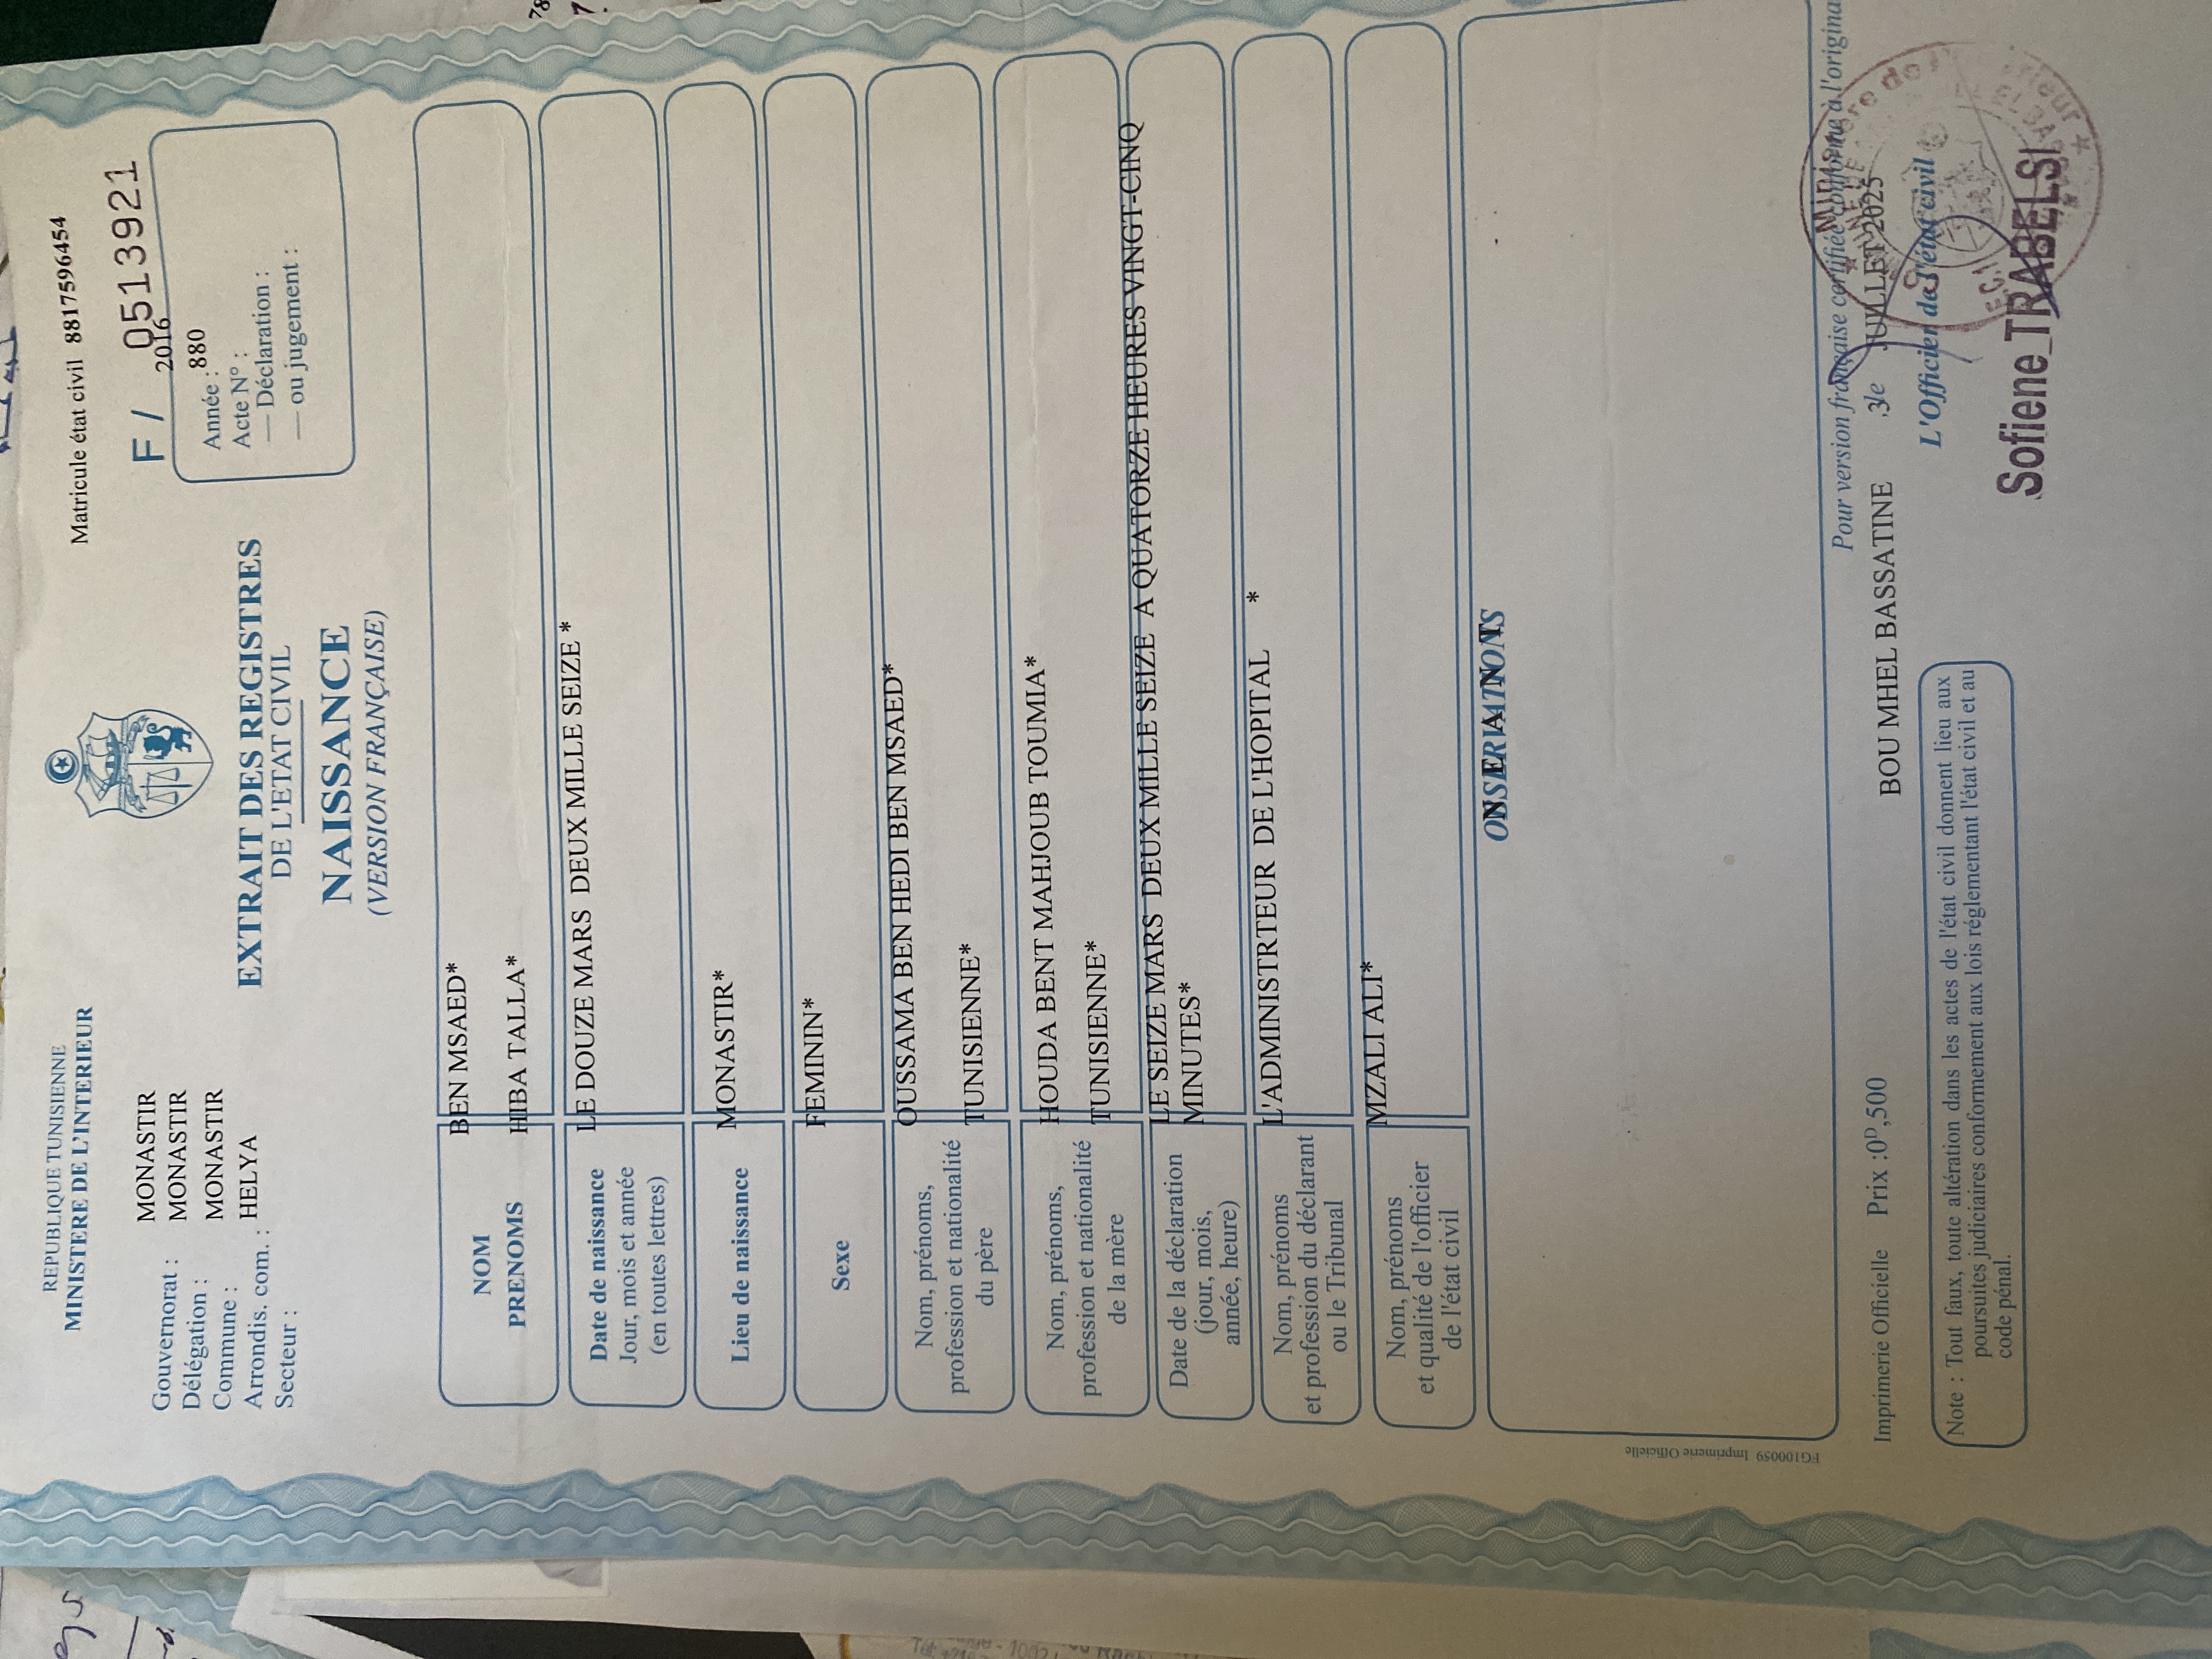 REPUBLIQUE TUNISIENNE
MINISTERE DE L'INTERIEUR
Matricule état civil 8817596454
F / 0513921
Gouvernorat : MONASTIR
Délégation : MONASTIR
Commune : MONASTIR
Arrondis. com. : HELYA
Secteur :
Année : 2016
Acte N° : 880
— Déclaration :
— ou jugement :
EXTRAIT DES REGISTRES
DE L'ETAT CIVIL
NAISSANCE
(VERSION FRANÇAISE)
NOM BEN MSAED*
PRENOMS HIBA TALLA*
Date de naissance
Jour, mois et année
(en toutes lettres)
LE DOUZE MARS DEUX MILLE SEIZE *
Lieu de naissance MONASTIR*
Sexe FEMININ*
Nom, prénoms,
profession et nationalité
du père
OUSSAMA BEN HEDI BEN MSAED*
TUNISIENNE*
Nom, prénoms,
profession et nationalité
de la mère
HOUDA BENT MAHJOUB TOUMIA*
TUNISIENNE*
Date de la déclaration
(jour, mois,
année, heure)
LE SEIZE MARS DEUX MILLE SEIZE A QUATORZE HEURES VINGT-CINQ
MINUTES*
Nom, prénoms
et profession du déclarant
ou le Tribunal
L'ADMINISTRTEUR DE L'HOPITAL *
Nom, prénoms
et qualité de l'officier
de l'état civil
MZALI ALI*
OBSERVATIONS
FG100059 Imprimerie Officielle
Pour version française certifiée conforme à l'origina
Imprimerie Officielle Prix :0D,500
BOU MHEL BASSATINE ,3le JUILLET 2025
L'Officier de l'état civil
Sofiene TRABELSI
Note : Tout faux, toute altération dans les actes de l'état civil donnent lieu aux
poursuites judiciaires conformement aux lois réglementant l'état civil et au
code pénal.